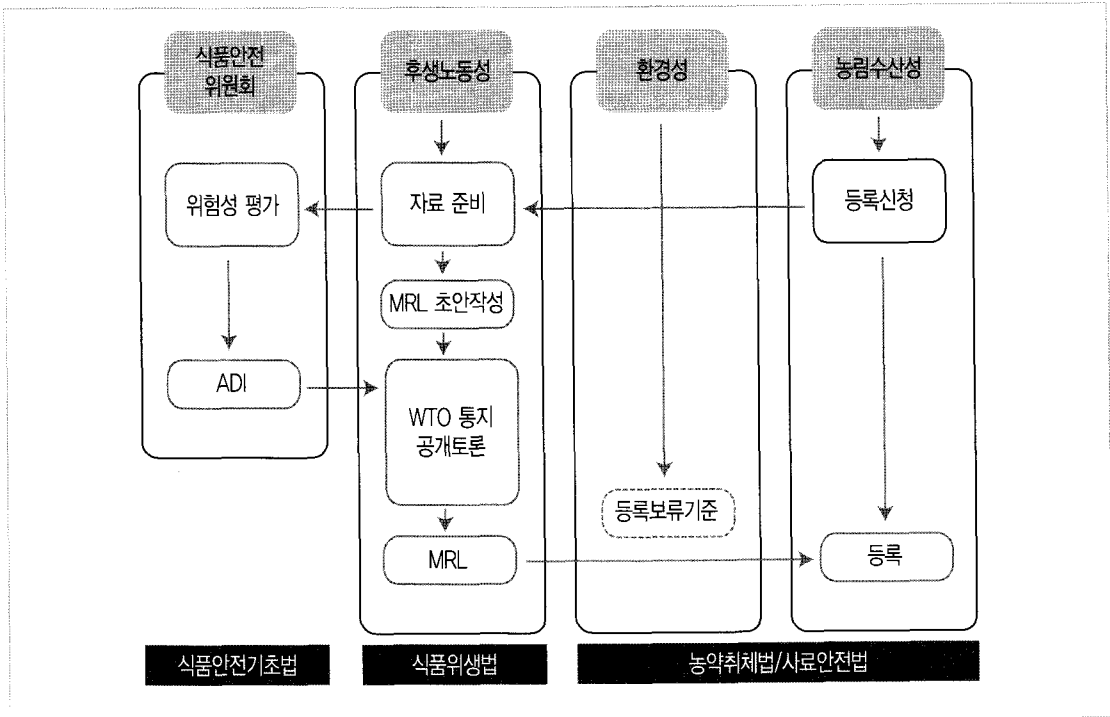 식품안전
위원회
후생노동성
환경성
농림수산성
위험성 평가
자료 준비
등록신청
MRL 초안작성
ADI
WTO 통지
공개토론
등록보류기준
MRL
등록
식품안전기초법
식품위생법
농약취체법/사료안전법